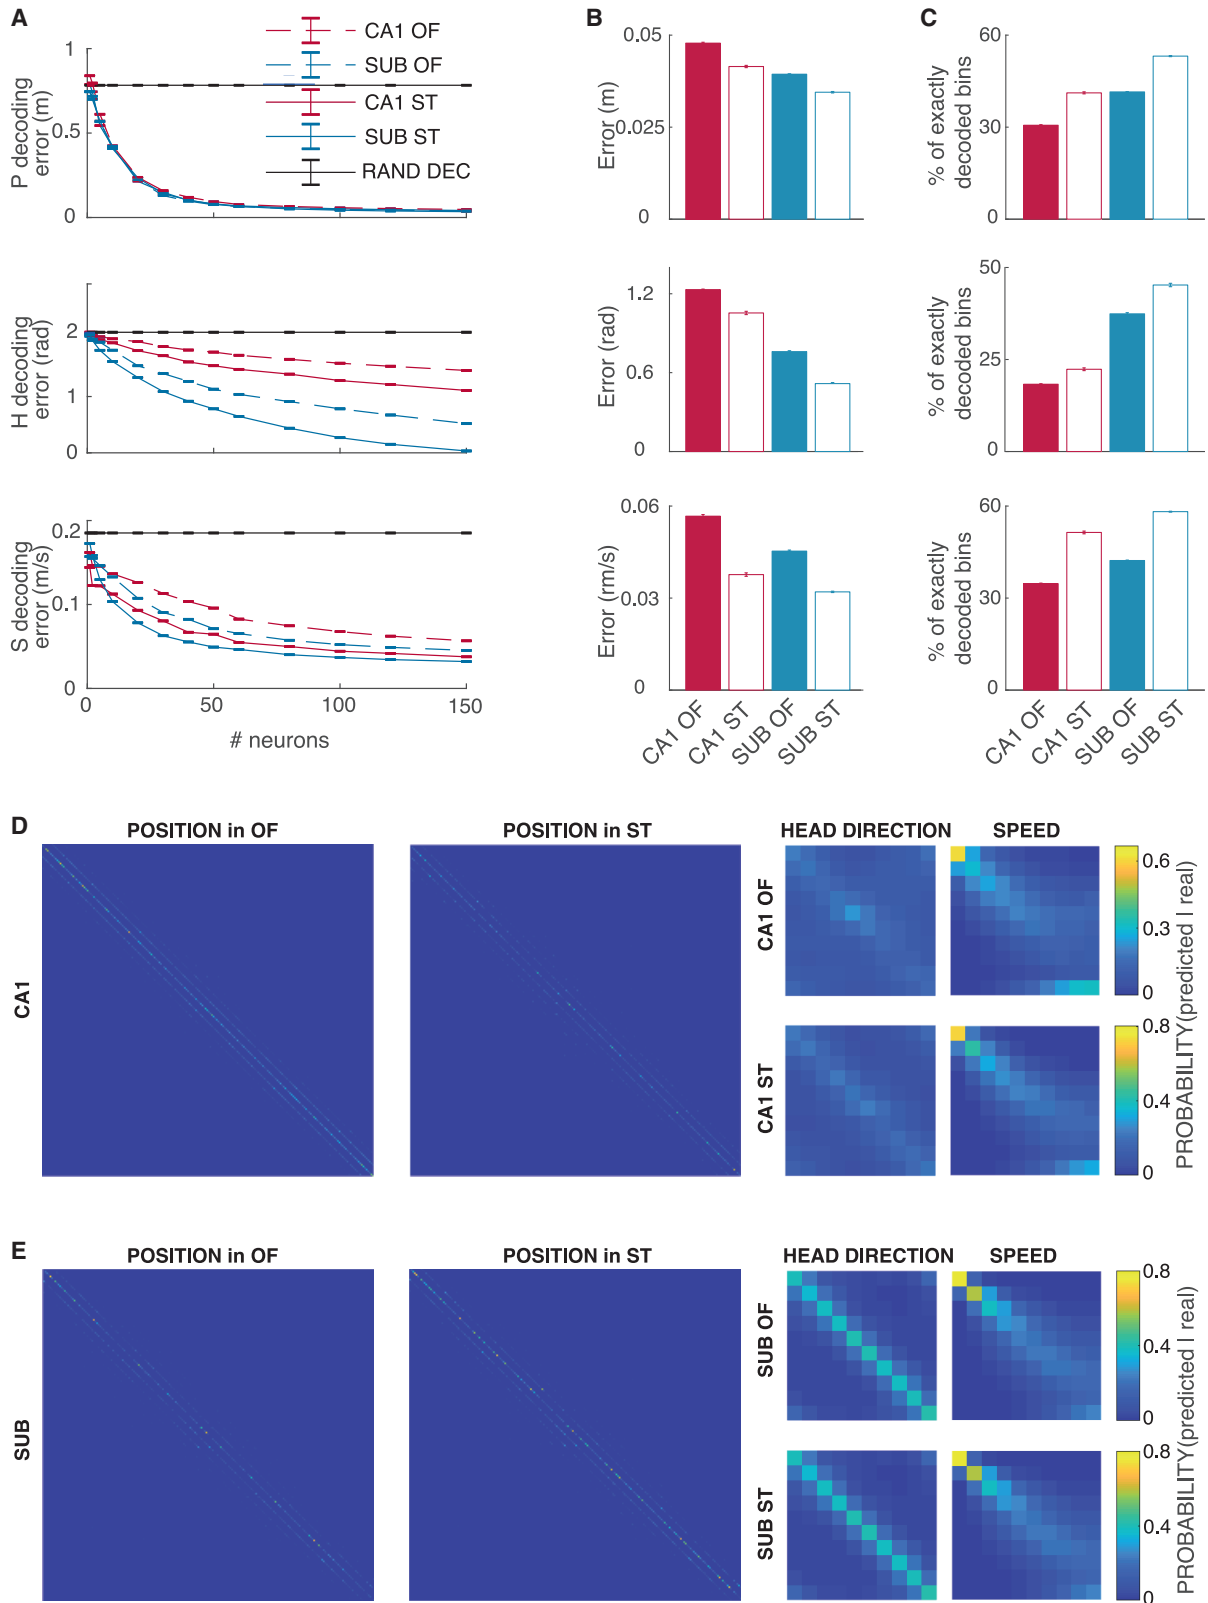 A
CA1 OF
SUB OF
CA1 ST
SUB ST
RAND DEC
P decoding
error (m)
1
0.5
0
H decoding
error (rad)
2
1
0
S decoding
error (m/s)
0.2
0.1
0
0
50
100
150
# neurons
B
Error (m)
0.05
0.025
0
Error (rad)
1.2
0.6
0
Error (m/s)
0.06
0.03
0
CA1 OF
CA1 ST
SUB OF
SUB ST
C
% of exactly
decoded bins
60
30
0
% of exactly
decoded bins
50
25
0
% of exactly
decoded bins
60
30
0
CA1 OF
CA1 ST
SUB OF
SUB ST
D
POSITION in OF
POSITION in ST
HEAD DIRECTION
SPEED
CA1
CA1 OF
CA1 ST
0.6
0.3
0
0.8
0.4
0
PROBABILITY(predicted I real)
E
POSITION in OF
POSITION in ST
HEAD DIRECTION
SPEED
SUB
SUB OF
SUB ST
0.8
0.4
0
0.8
0.4
0
PROBABILITY(predicted I real)